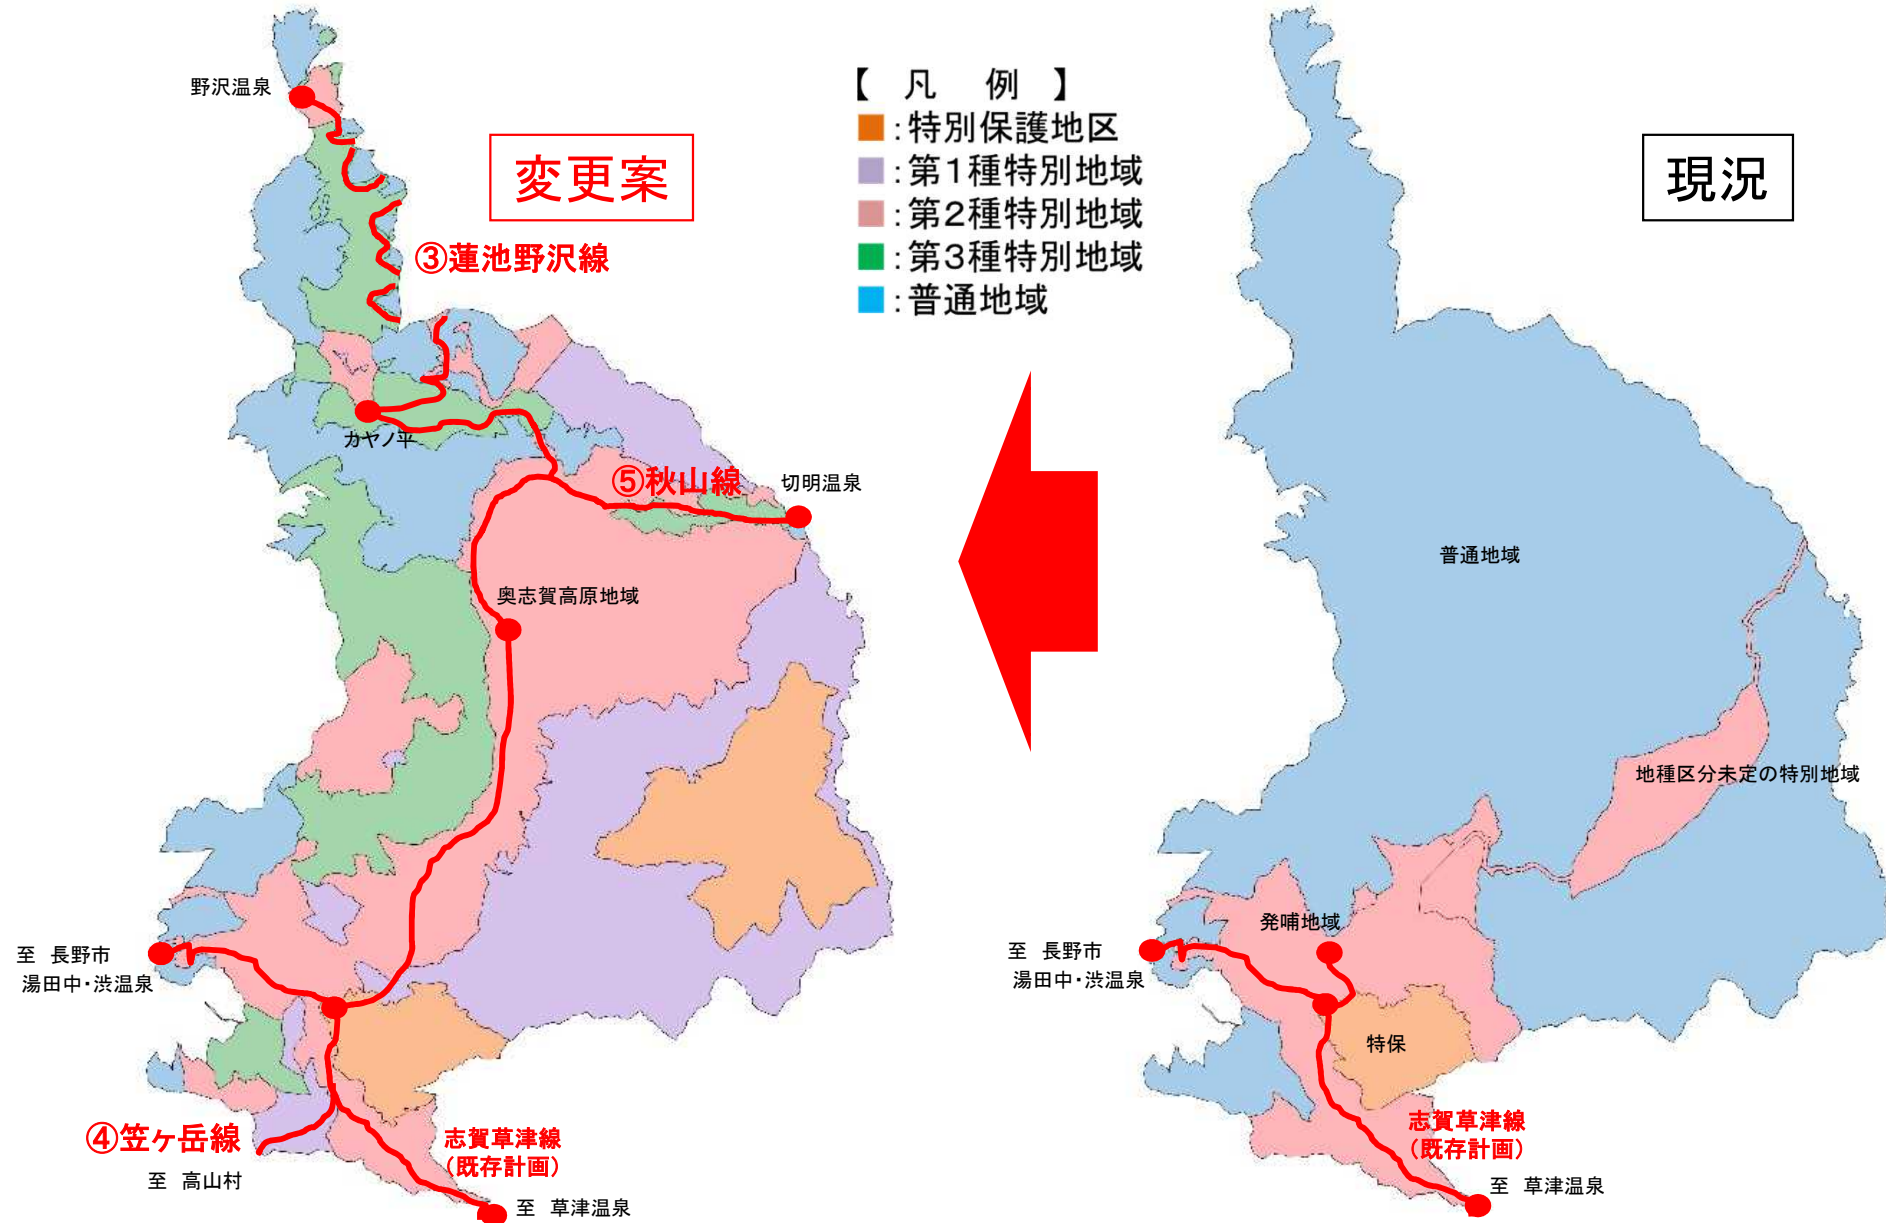 野沢温泉
変更案
③蓮池野沢線
カヤノ平
⑤秋山線
切明温泉
奥志賀高原地域
至　長野市
湯田中・渋温泉
④笠ヶ岳線
至　高山村
志賀草津線
（既存計画）
至　草津温泉
【　凡　例　】
：特別保護地区
：第１種特別地域
：第２種特別地域
：第３種特別地域
：普通地域
現況
普通地域
地種区分未定の特別地域
発哺地域
至　長野市
湯田中・渋温泉
特保
志賀草津線
（既存計画）
至　草津温泉